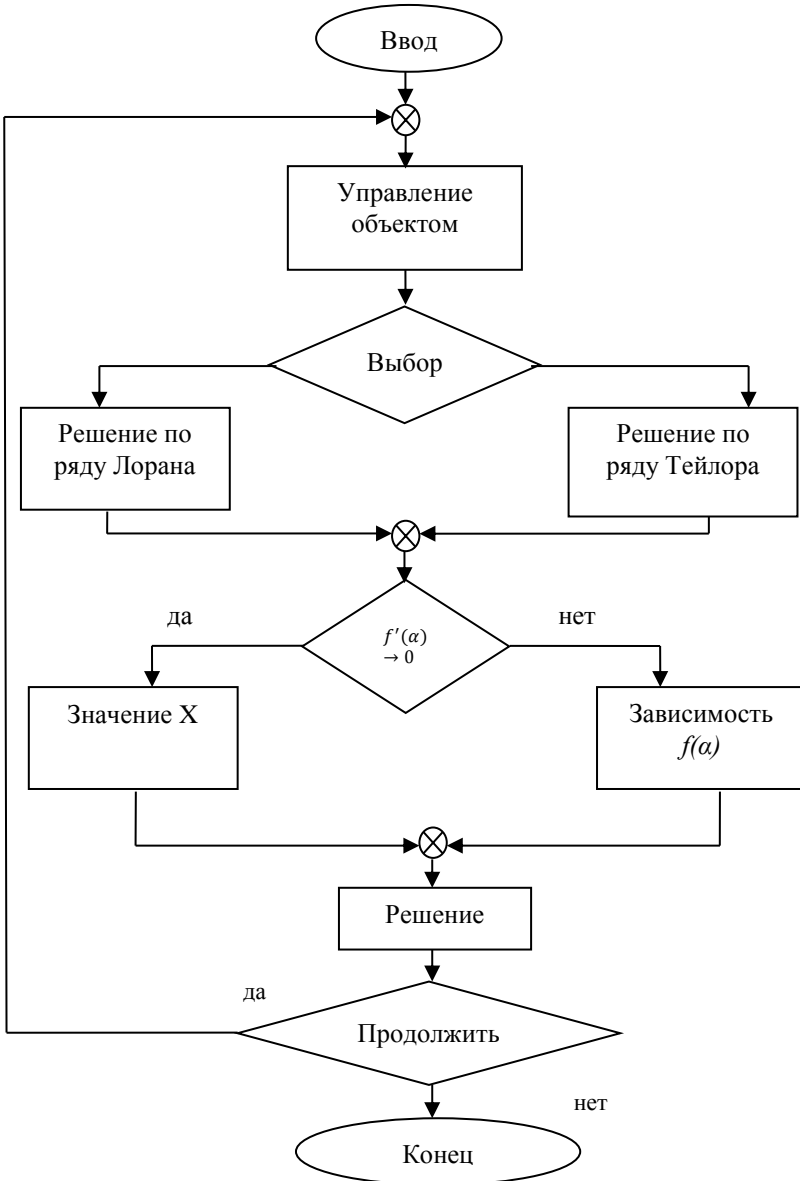 Ввод
Управление
объектом
Выбор
Решение по
ряду Лорана
Решение по
ряду Тейлора
да
нет
f′(α)
→ 0
Значение X
Зависимость
f(α)
Решение
да
Продолжить
нет
Конец